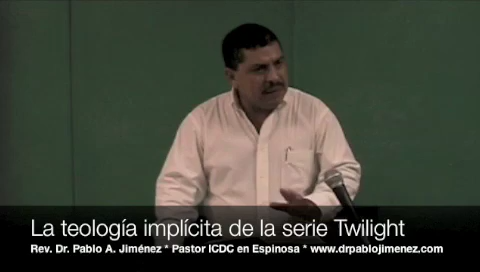 La teología implícita de la serie Twilight
Rev. Dr. Pablo A. Jiménez * Pastor ICDC en Espinosa * www.drpablojimenez.com